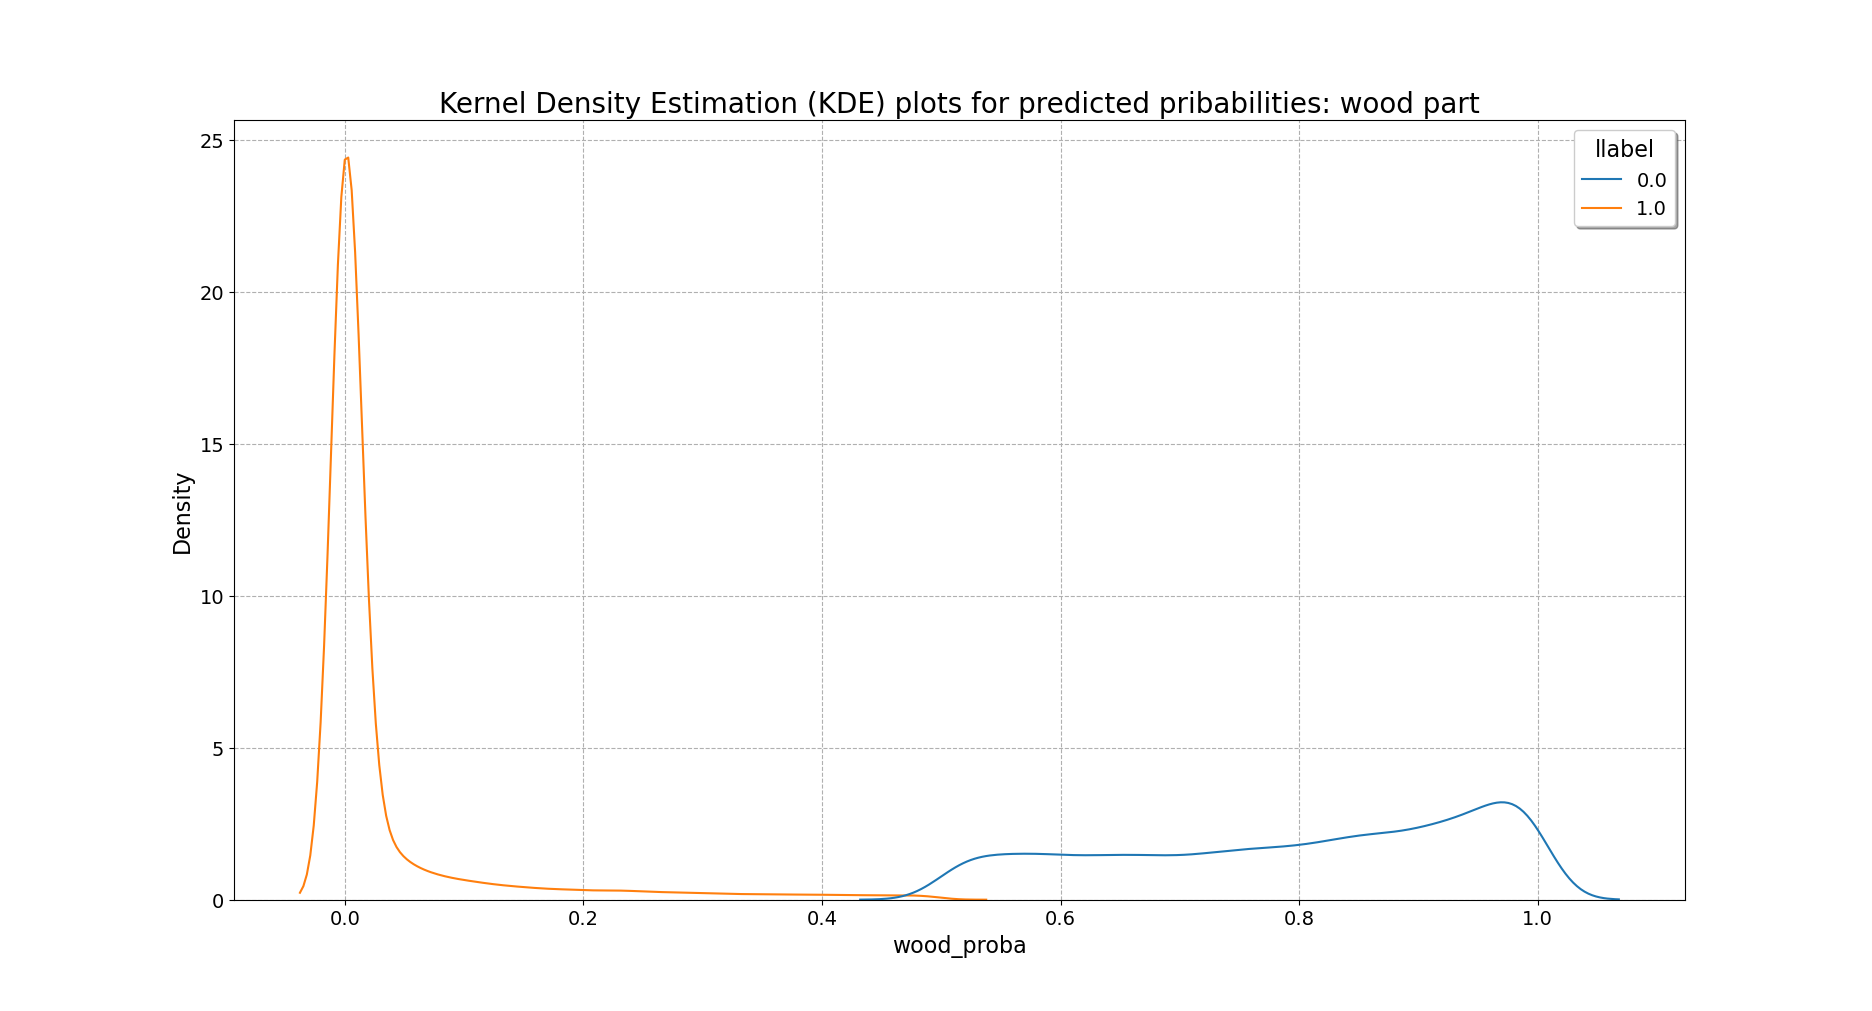 Kernel Density Estimation (KDE) plots for predicted pribabilities: wood part
25
20
15
10
5
0
Density
llabel
0.0
1.0
0.0 0.2 0.4 0.6 0.8 1.0
wood_proba